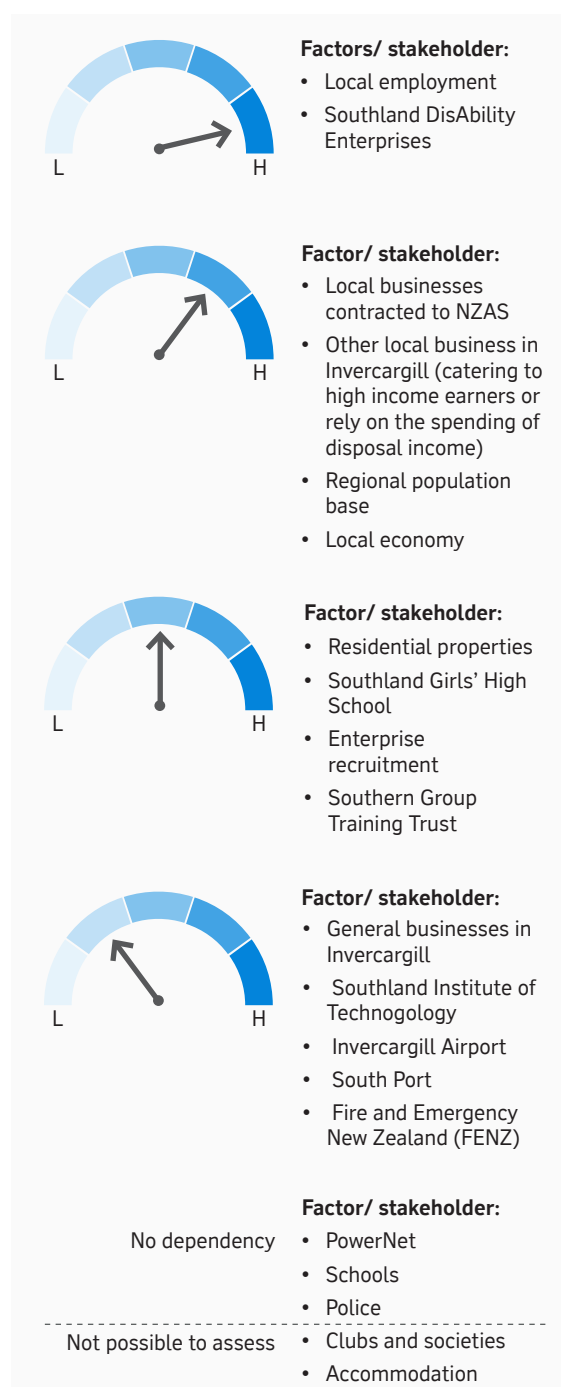 Factors/ stakeholder:
• Local employment
• Southland DisAbility
Enterprises
L
H
Factor/ stakeholder:
• Local businesses
contracted to NZAS
• Other local business in
Invercargill (catering to
high income earners or
rely on the spending of
disposal income)
• Regional population
base
• Local economy
L
H
Factor/ stakeholder:
• Residential properties
• Southland Girls’ High
School
• Enterprise
recruitment
• Southern Group
Training Trust
L
H
Factor/ stakeholder:
• General businesses in
Invercargill
• Southland Institute of
Technogology
• Invercargill Airport
• South Port
• Fire and Emergency
New Zealand (FENZ)
L
H
Factor/ stakeholder:
No dependency
• PowerNet
• Schools
• Police
Not possible to assess
• Clubs and societies
• Accommodation